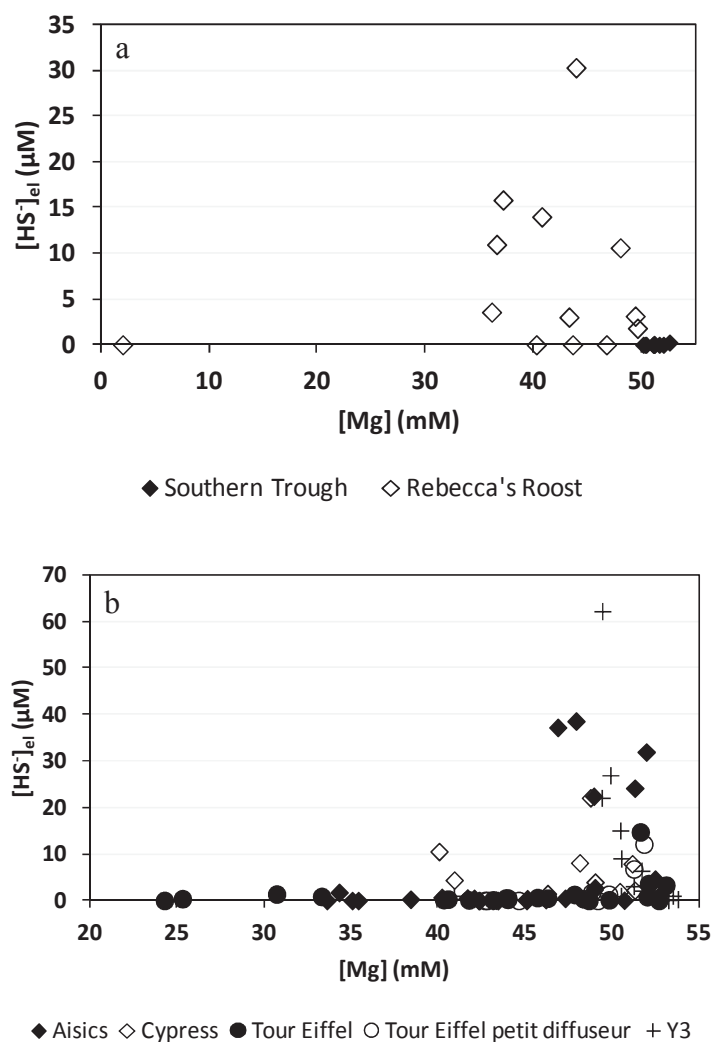 35
30
25
20
15
10
5
0
a
[HS⁻]el (µM)
0 10 20 30 40 50
[Mg] (mM)
◆ Southern Trough ◇ Rebecca's Roost
70
60
50
40
30
20
10
0
b
[HS⁻]el (µM)
20 25 30 35 40 45 50 55
[Mg] (mM)
◆ Aisics ◇ Cypress ● Tour Eiffel ○ Tour Eiffel petit diffuseur + Y3